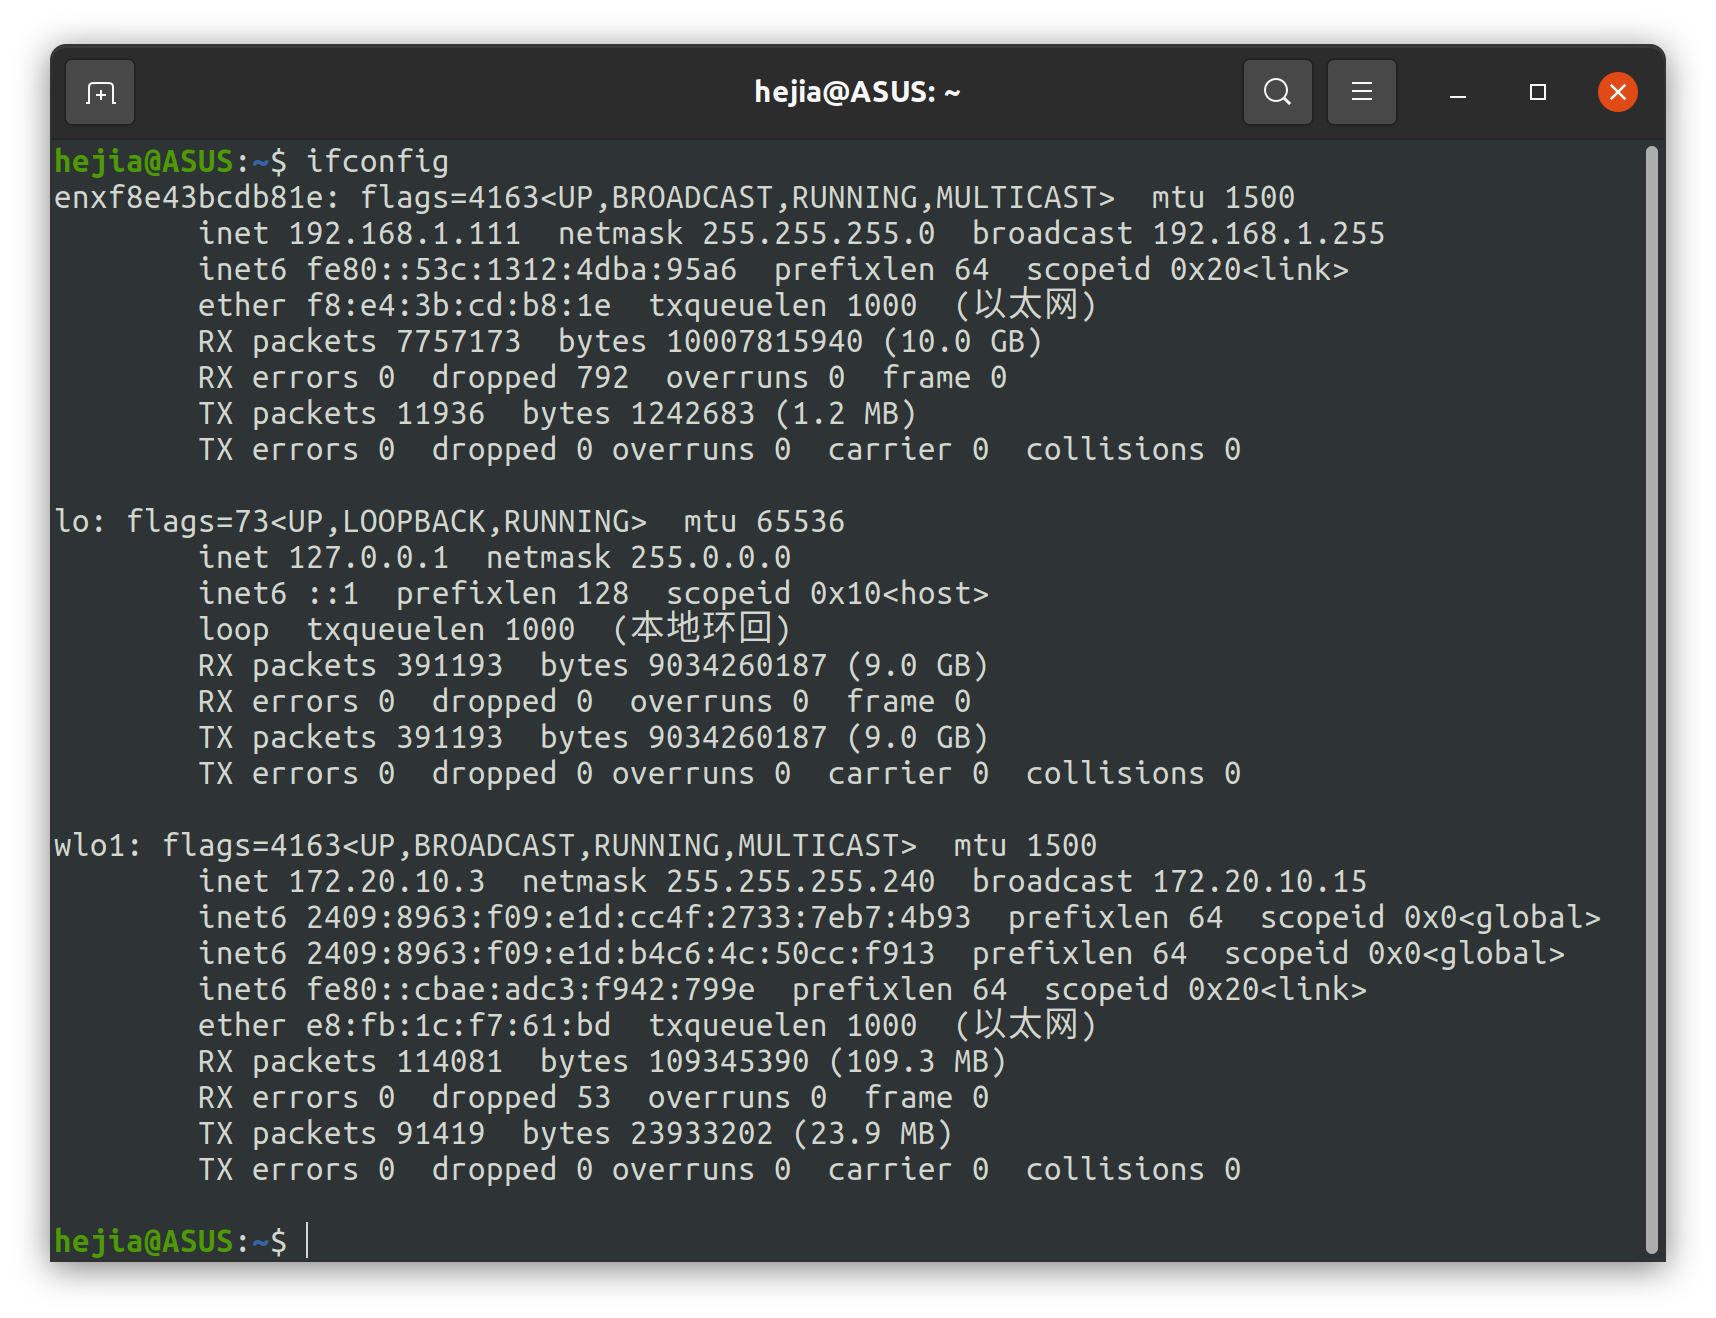 hejia@ASUS: ~
hejia@ASUS:~$ ifconfig
enxf8e43bcdb81e: flags=4163<UP,BROADCAST,RUNNING,MULTICAST>  mtu 1500
        inet 192.168.1.111  netmask 255.255.255.0  broadcast 192.168.1.255
        inet6 fe80::53c:1312:4dba:95a6  prefixlen 64  scopeid 0x20<link>
        ether f8:e4:3b:cd:b8:1e  txqueuelen 1000  (以太网)
        RX packets 7757173  bytes 10007815940 (10.0 GB)
        RX errors 0  dropped 792  overruns 0  frame 0
        TX packets 11936  bytes 1242683 (1.2 MB)
        TX errors 0  dropped 0 overruns 0  carrier 0  collisions 0

lo: flags=73<UP,LOOPBACK,RUNNING>  mtu 65536
        inet 127.0.0.1  netmask 255.0.0.0
        inet6 ::1  prefixlen 128  scopeid 0x10<host>
        loop  txqueuelen 1000  (本地环回)
        RX packets 391193  bytes 9034260187 (9.0 GB)
        RX errors 0  dropped 0  overruns 0  frame 0
        TX packets 391193  bytes 9034260187 (9.0 GB)
        TX errors 0  dropped 0 overruns 0  carrier 0  collisions 0

wlo1: flags=4163<UP,BROADCAST,RUNNING,MULTICAST>  mtu 1500
        inet 172.20.10.3  netmask 255.255.255.240  broadcast 172.20.10.15
        inet6 2409:8963:f09:e1d:cc4f:2733:7eb7:4b93  prefixlen 64  scopeid 0x0<global>
        inet6 2409:8963:f09:e1d:b4c6:4c:50cc:f913  prefixlen 64  scopeid 0x0<global>
        inet6 fe80::cbae:adc3:f942:799e  prefixlen 64  scopeid 0x20<link>
        ether e8:fb:1c:f7:61:bd  txqueuelen 1000  (以太网)
        RX packets 114081  bytes 109345390 (109.3 MB)
        RX errors 0  dropped 53  overruns 0  frame 0
        TX packets 91419  bytes 23933202 (23.9 MB)
        TX errors 0  dropped 0 overruns 0  carrier 0  collisions 0

hejia@ASUS:~$